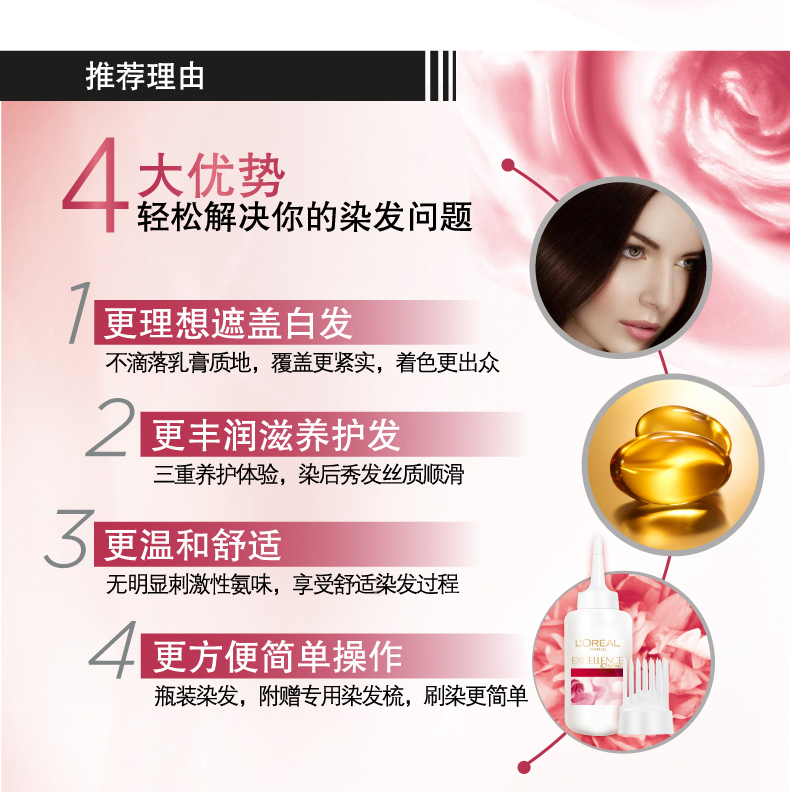 推荐理由
4大优势
轻松解决你的染发问题
1 更理想遮盖白发
不滴落乳膏质地，覆盖更紧实，着色更出众
2 更丰润滋养护发
三重养护体验，染后秀发丝质顺滑
3 更温和舒适
无明显刺激性氨味，享受舒适染发过程
4 更方便简单操作
瓶装染发，附赠专用染发梳，刷染更简单
L'ORÉAL
PARIS
EXCELLENCE